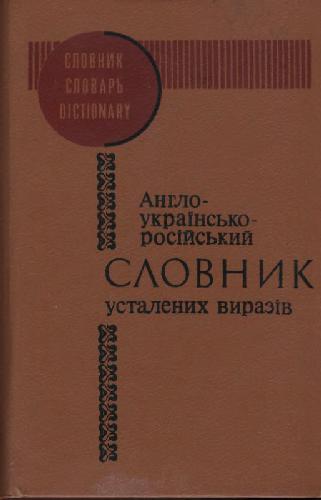 СЛОВНИК
СЛОВАРЬ
DICTIONARY
Англо-
українсько-
російський
СЛОВНИК
усталених виразів